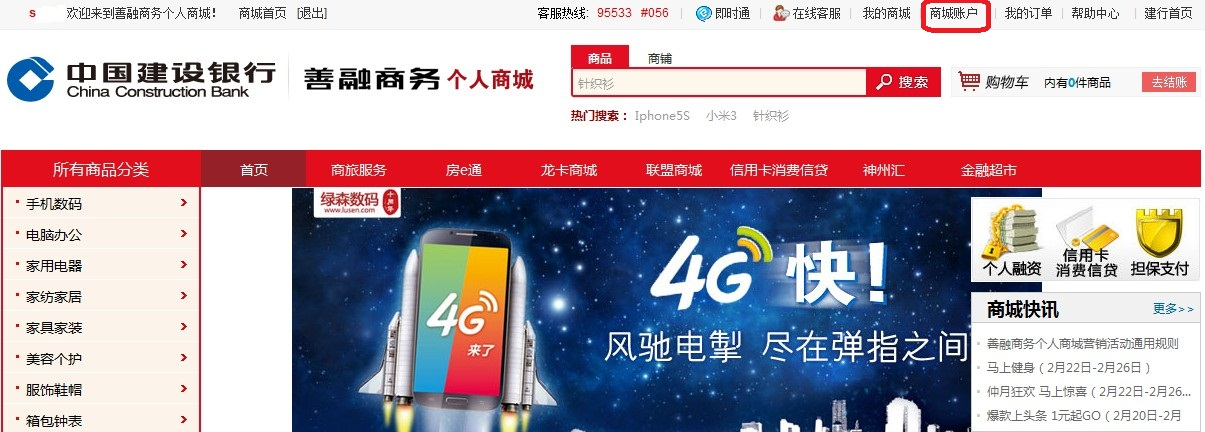 s 欢迎来到善融商务个人商城! 商城首页 [退出] 客服热线: 95533 #056 即时通 在线客服 我的商城 商城账户 我的订单 帮助中心 建行首页
中国建设银行
China Construction Bank
善融商务 个人商城
商品 商铺
针织衫 搜索
购物车 内有0件商品 去结账
热门搜索: Iphone5S 小米3 针织衫
所有商品分类 首页 商旅服务 房e通 龙卡商城 联盟商城 信用卡消费信贷 神州汇 金融超市
手机数码
电脑办公
家用电器
家纺家居
家具家装
美容个护
服饰鞋帽
箱包钟表
绿森数码
www.lusen.com
4G
来了
4G 快!
风驰电掣 尽在弹指之间
个人融资
信用卡
消费信贷
担保支付
商城快讯 更多>>
善融商务个人商城营销活动通用规则
马上健身(2月22日-2月26日)
仲月狂欢 马上惊喜(2月22日-2月26...
爆款上头条 1元起GO(2月20日-2月